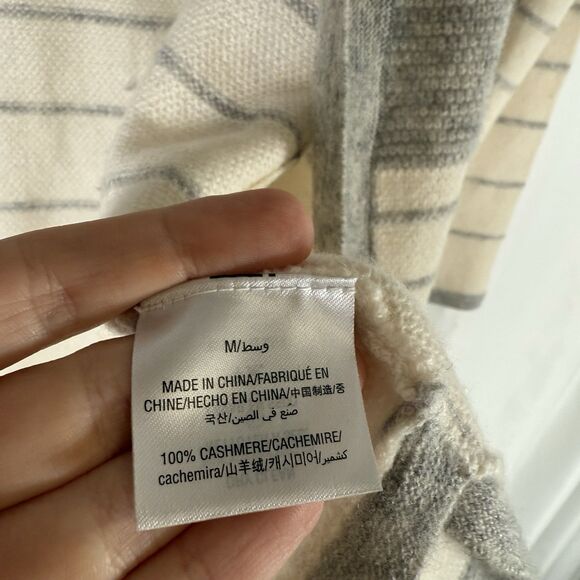 M/وسط
MADE IN CHINA/FABRIQUÉ EN
CHINE/HECHO EN CHINA/中国制造/중
국산/صُنع في الصين
100% CASHMERE/CACHEMIRE/
cachemira/山羊绒/캐시미어/كشمير